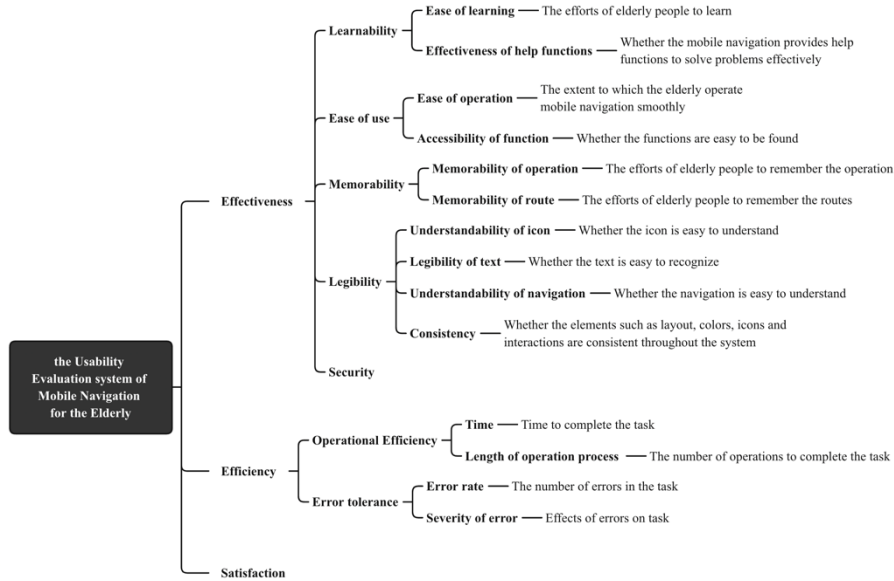 the Usability
Evaluation system of
Mobile Navigation
for the Elderly
Effectiveness
Learnability
Ease of learning
The efforts of elderly people to learn
Effectiveness of help functions
Whether the mobile navigation provides help
functions to solve problems effectively
Ease of use
Ease of operation
The extent to which the elderly operate
mobile navigation smoothly
Accessibility of function
Whether the functions are easy to be found
Memorability
Memorability of operation
The efforts of elderly people to remember the operation
Memorability of route
The efforts of elderly people to remember the routes
Legibility
Understandability of icon
Whether the icon is easy to understand
Legibility of text
Whether the text is easy to recognize
Understandability of navigation
Whether the navigation is easy to understand
Consistency
Whether the elements such as layout, colors, icons and
interactions are consistent throughout the system
Security
Efficiency
Operational Efficiency
Time
Time to complete the task
Length of operation process
The number of operations to complete the task
Error tolerance
Error rate
The number of errors in the task
Severity of error
Effects of errors on task
Satisfaction